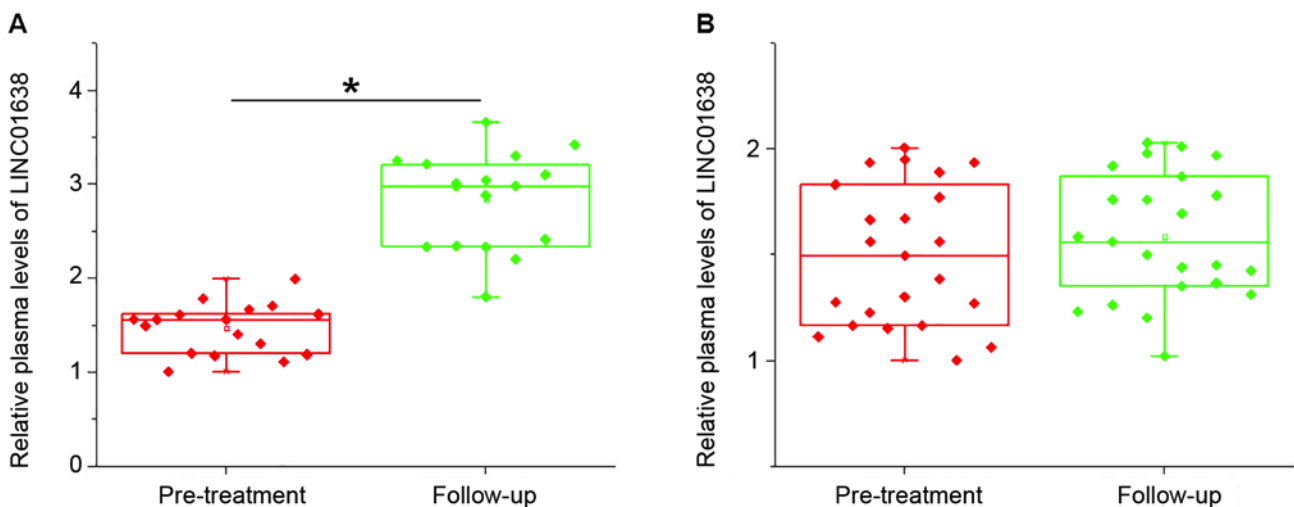 A
Relative plasma levels of LINC01638
4
3
2
1
0
*
Pre-treatment
Follow-up
B
Relative plasma levels of LINC01638
2
1
Pre-treatment
Follow-up